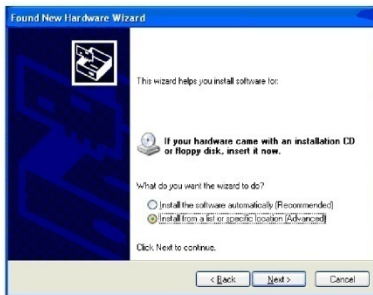 Found New Hardware Wizard
This wizard helps you install software for:
If your hardware came with an installation CD
or floppy disk, insert it now.
What do you want the wizard to do?
Install the software automatically (Recommended)
Install from a list or specific location (Advanced)
Click Next to continue.
< Back
Next >
Cancel